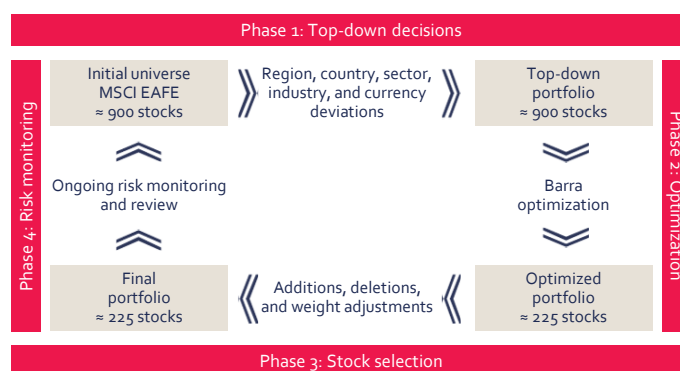 Phase 1: Top-down decisions
Initial universe
MSCI EAFE
≈ 900 stocks
Region, country, sector,
industry, and currency
deviations
Top-down
portfolio
≈ 900 stocks
Phase 2: Optimization
Barra
optimization
Optimized
portfolio
≈ 225 stocks
Additions, deletions,
and weight adjustments
Final
portfolio
≈ 225 stocks
Phase 3: Stock selection
Phase 4: Risk monitoring
Ongoing risk monitoring
and review